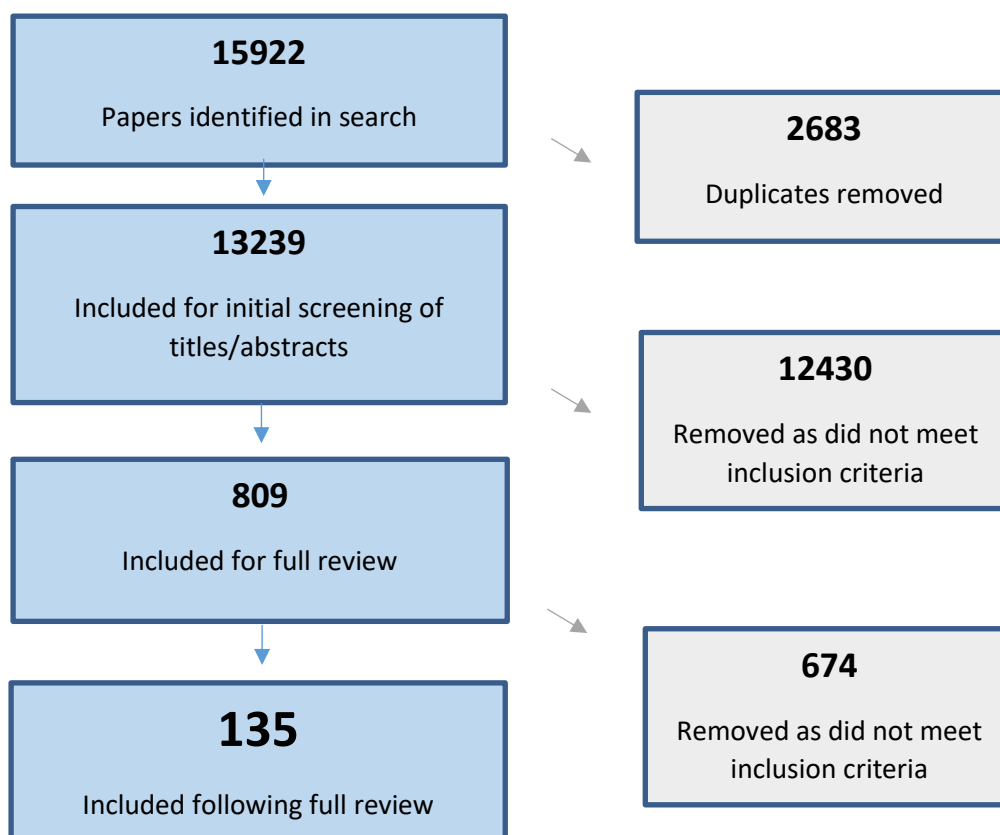 15922
Papers identified in search
2683
Duplicates removed
13239
Included for initial screening of
titles/abstracts
12430
Removed as did not meet
inclusion criteria
809
Included for full review
674
Removed as did not meet
inclusion criteria
135
Included following full review